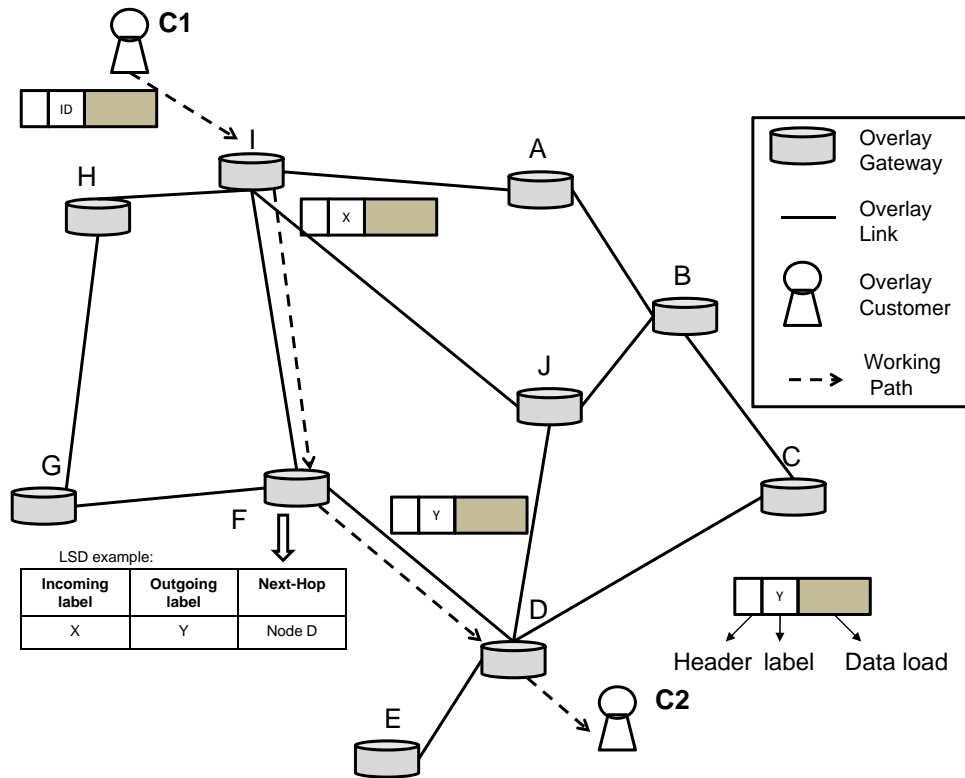 C1
ID
I
A
H
X
B
J
G
C
F
Y
D
E
C2
Overlay
Gateway
Overlay
Link
Overlay
Customer
Working
Path
LSD example:
Incoming label Outgoing label Next-Hop
X Y Node D
Y
Header label Data load